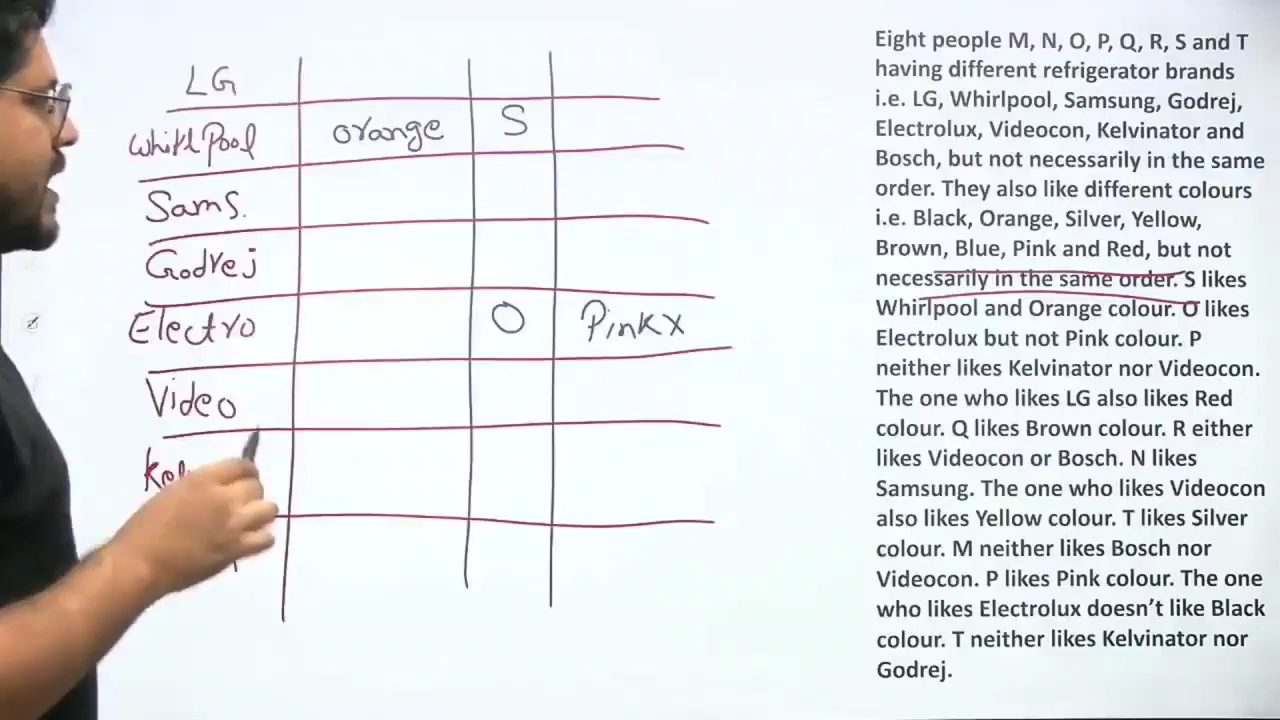 LG
Whirlpool orange S
Sams.
Godrej
Electro O Pink x
Video
Eight people M, N, O, P, Q, R, S and T
having different refrigerator brands
i.e. LG, Whirlpool, Samsung, Godrej,
Electrolux, Videocon, Kelvinator and
Bosch, but not necessarily in the same
order. They also like different colours
i.e. Black, Orange, Silver, Yellow,
Brown, Blue, Pink and Red, but not
necessarily in the same order. S likes
Whirlpool and Orange colour. O likes
Electrolux but not Pink colour. P
neither likes Kelvinator nor Videocon.
The one who likes LG also likes Red
colour. Q likes Brown colour. R either
likes Videocon or Bosch. N likes
Samsung. The one who likes Videocon
also likes Yellow colour. T likes Silver
colour. M neither likes Bosch nor
Videocon. P likes Pink colour. The one
who likes Electrolux doesn't like Black
colour. T neither likes Kelvinator nor
Godrej.